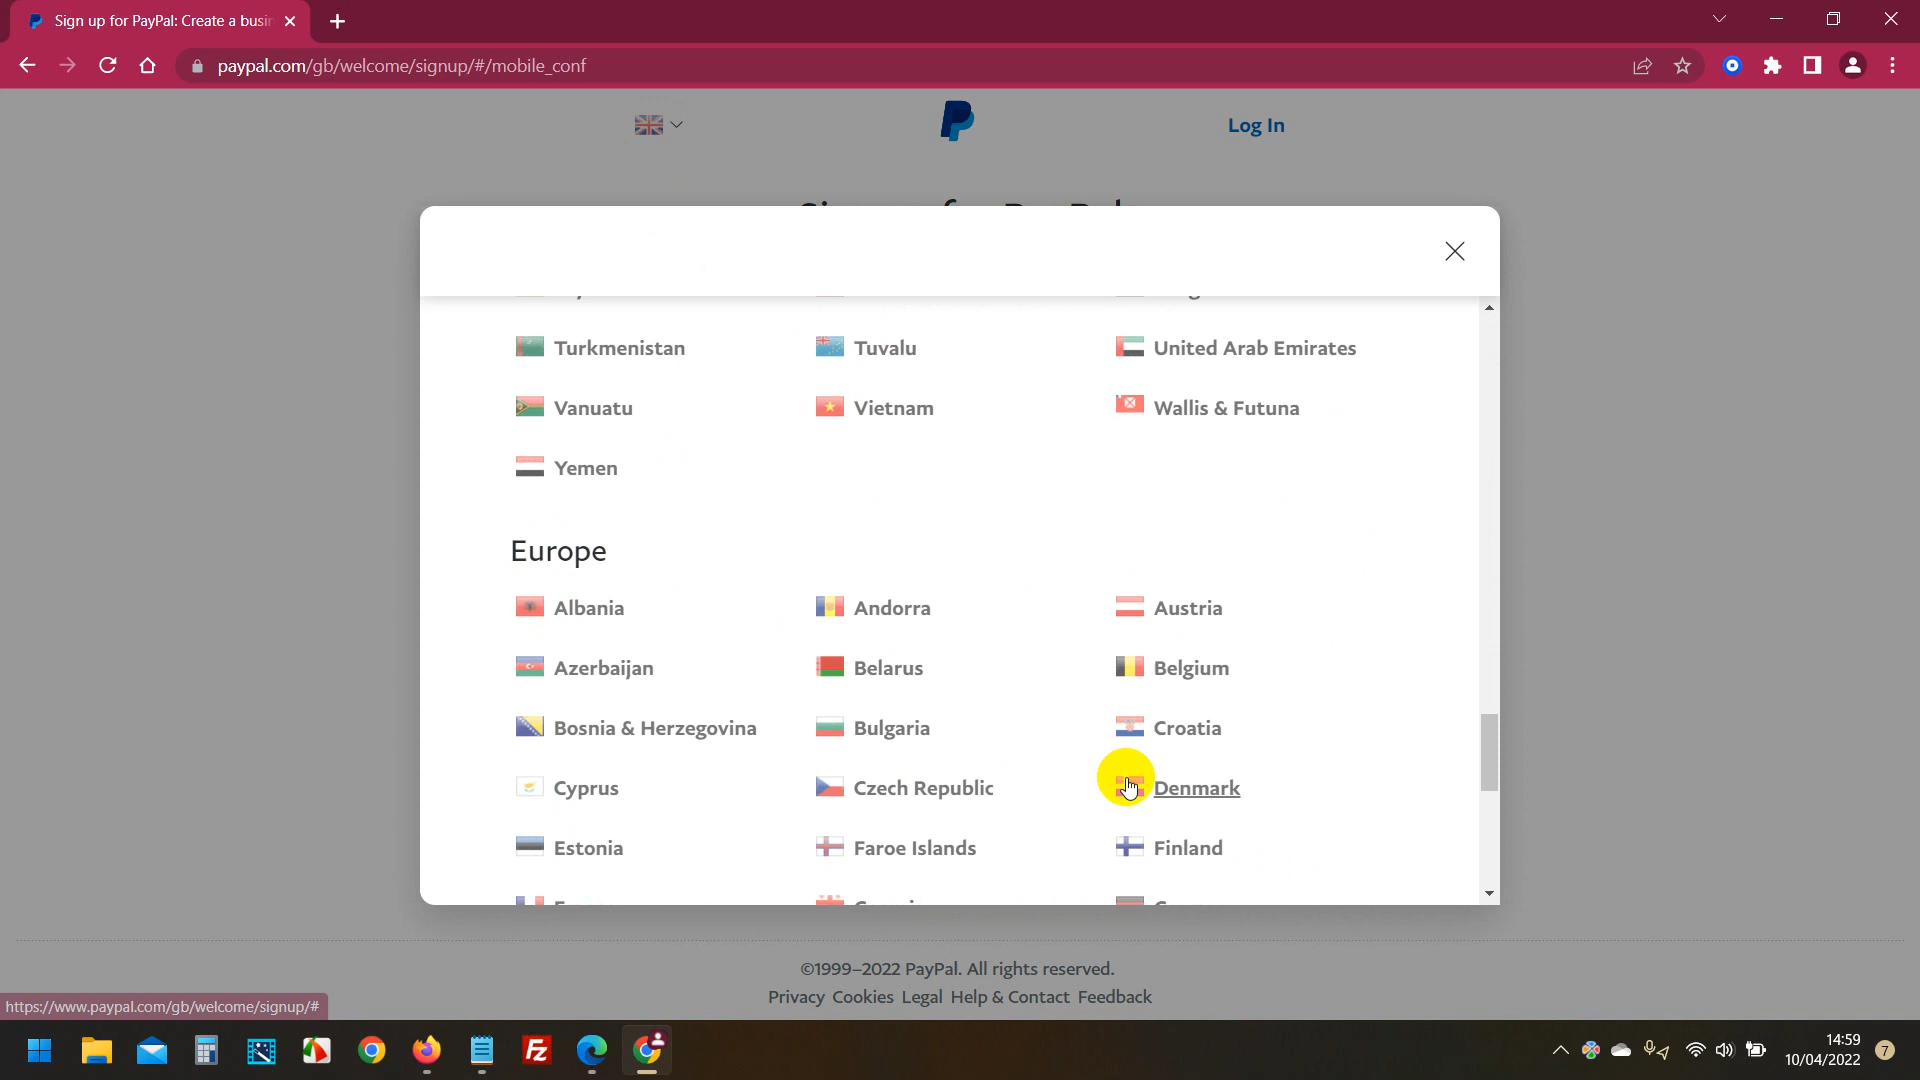 Sign up for PayPal: Create a busin
paypal.com/gb/welcome/signup/#/mobile_conf
Log In
Turkmenistan
Tuvalu
United Arab Emirates
Vanuatu
Vietnam
Wallis & Futuna
Yemen
Europe
Albania
Andorra
Austria
Azerbaijan
Belarus
Belgium
Bosnia & Herzegovina
Bulgaria
Croatia
Cyprus
Czech Republic
Denmark
Estonia
Faroe Islands
Finland
©1999–2022 PayPal. All rights reserved.
Privacy Cookies Legal Help & Contact Feedback
https://www.paypal.com/gb/welcome/signup/#
14:59
10/04/2022
7